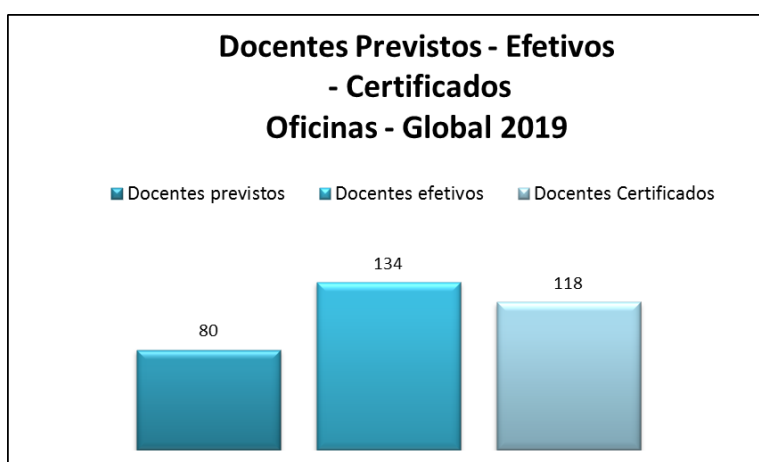 Docentes Previstos - Efetivos
- Certificados
Oficinas - Global 2019
Docentes previstos Docentes efetivos Docentes Certificados
80
134
118